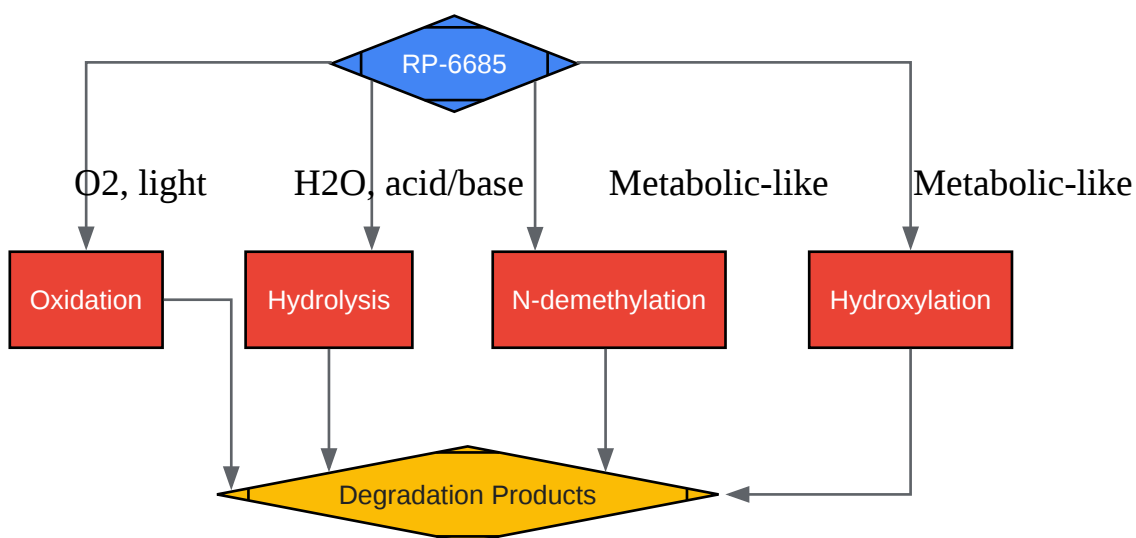 RP-6685
O2, light
H2O, acid/base
Metabolic-like
Metabolic-like
Oxidation
Hydrolysis
N-demethylation
Hydroxylation
Degradation Products